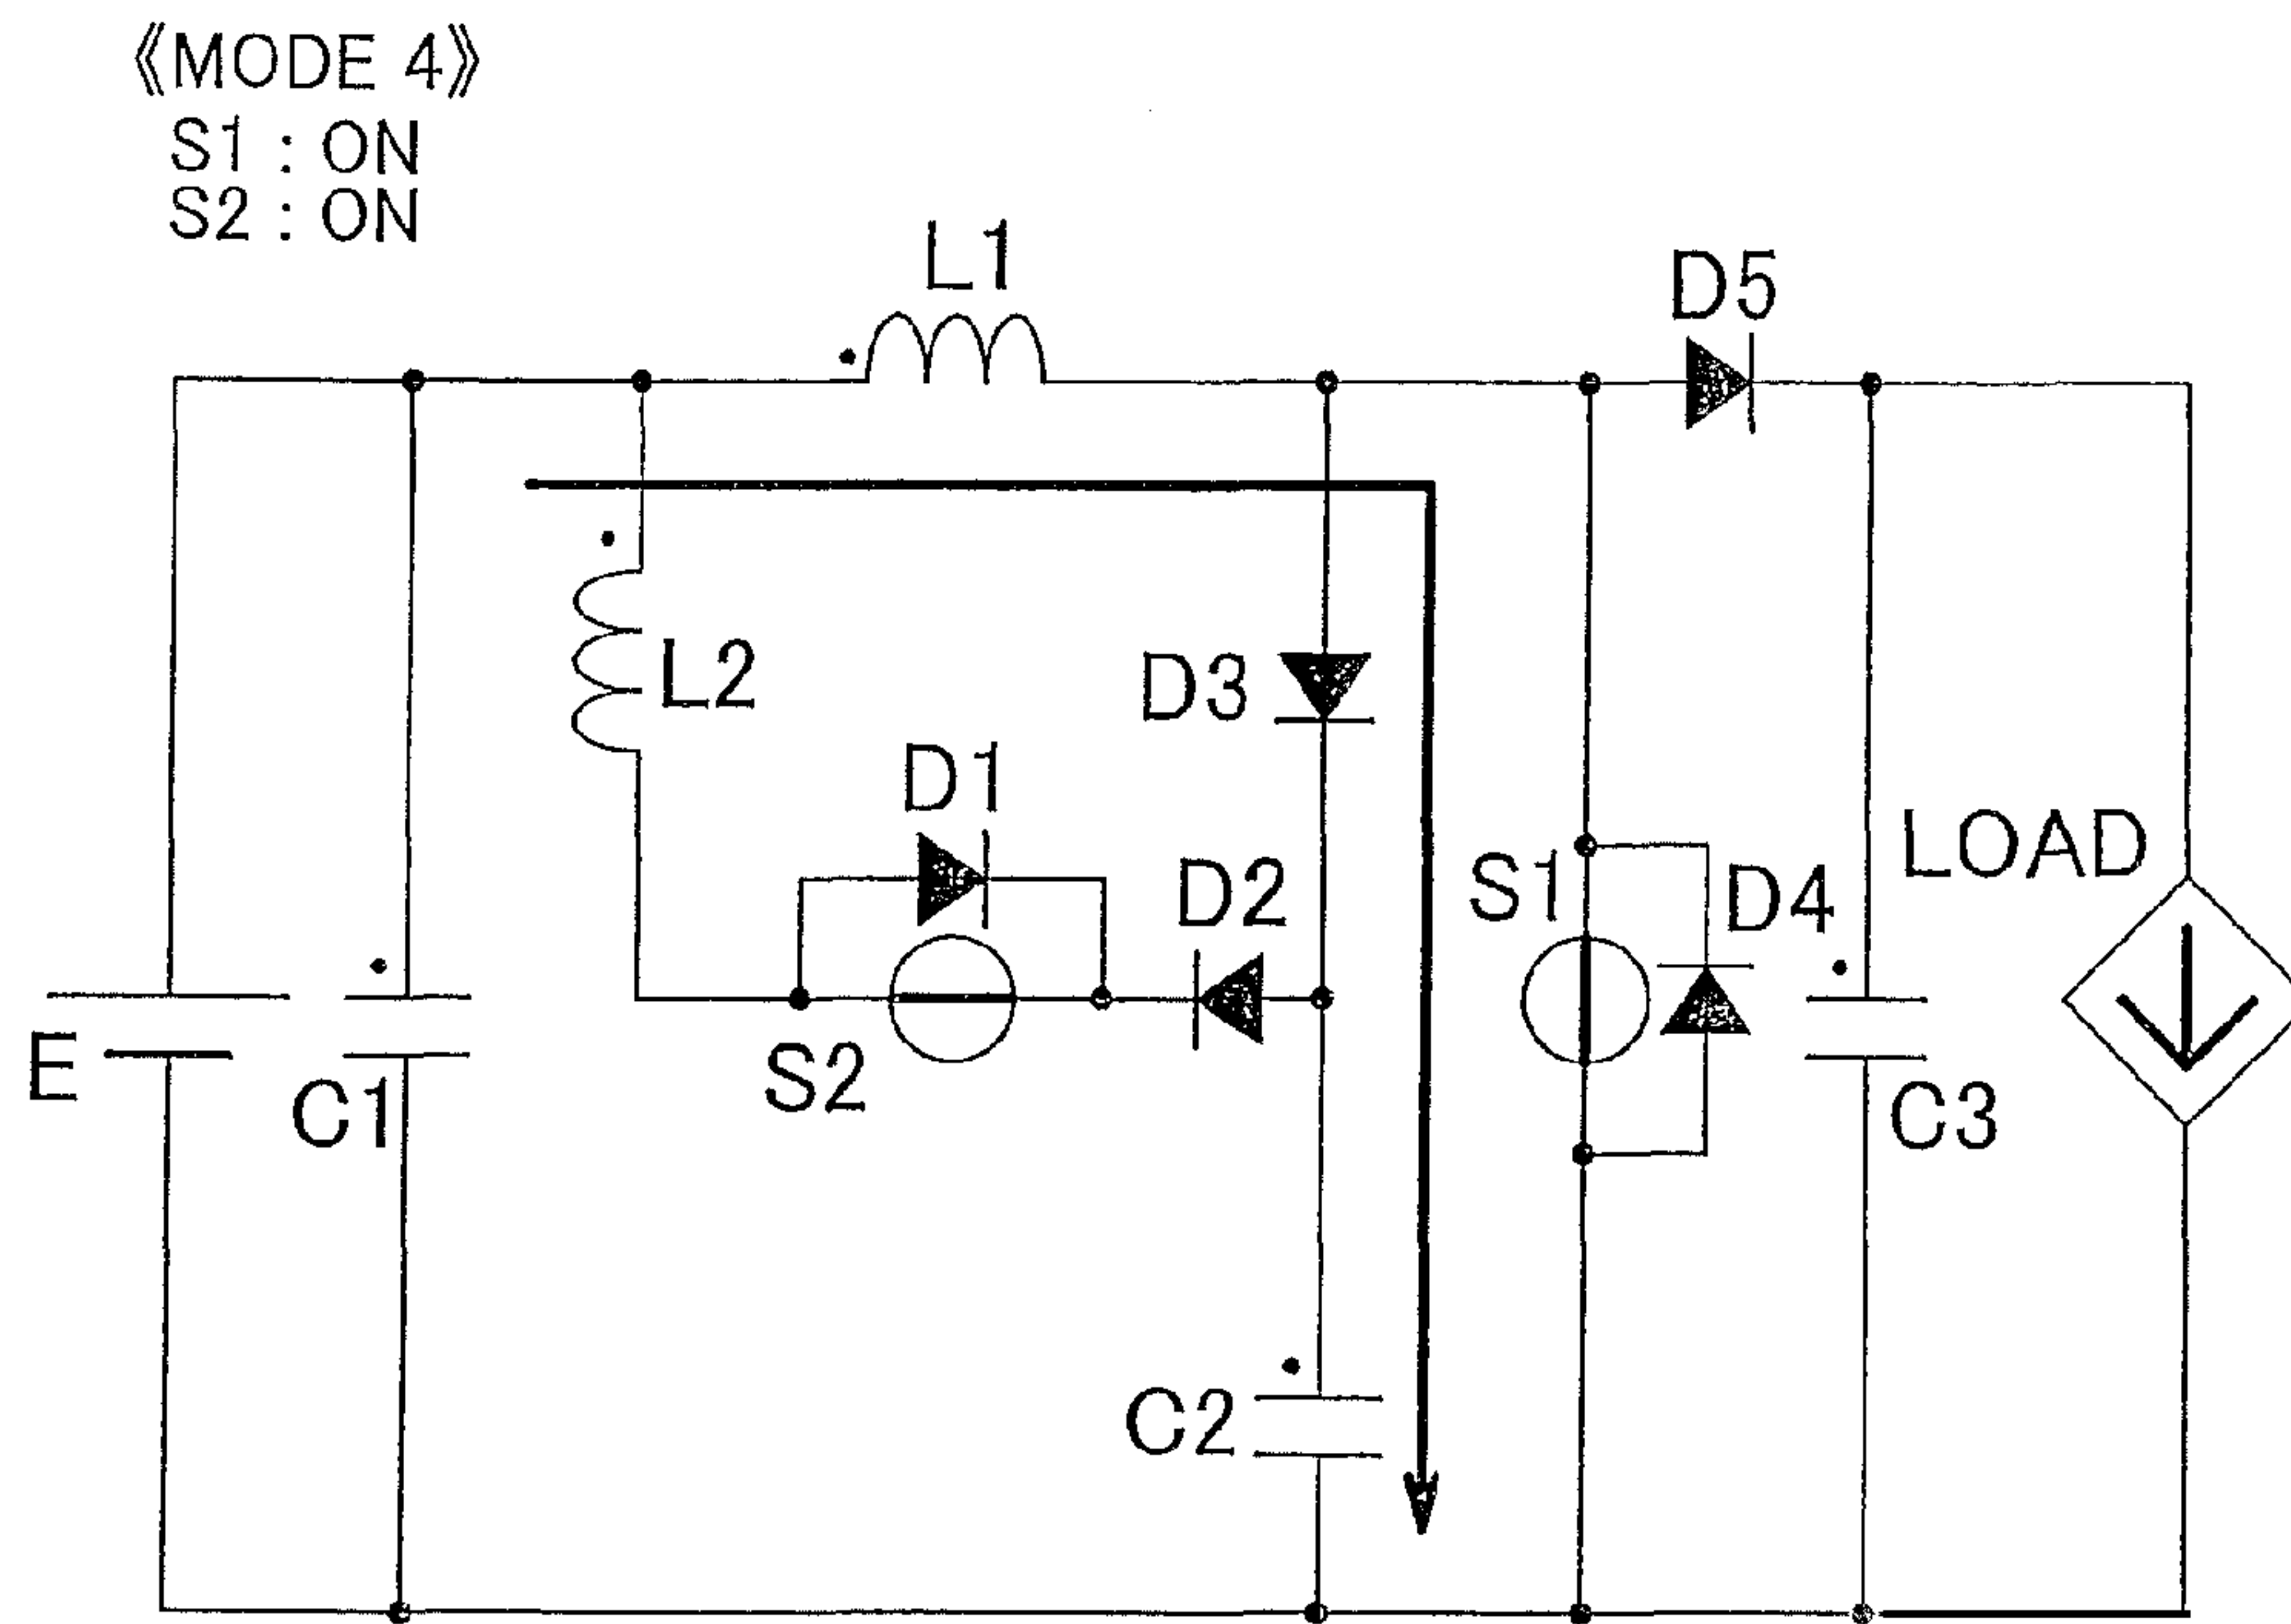 《MODE 4》
S1 : ON
S2 : ON
L1
D5
L2
D3
D1
D2
S1
D4
LOAD
E
C1
S2
C3
C2